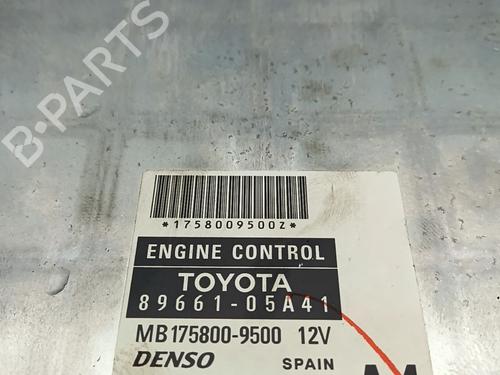 B-PARTS
*1758009500Z*
ENGINE CONTROL
TOYOTA
89661-05A41
MB175800-9500 12V
DENSO SPAIN